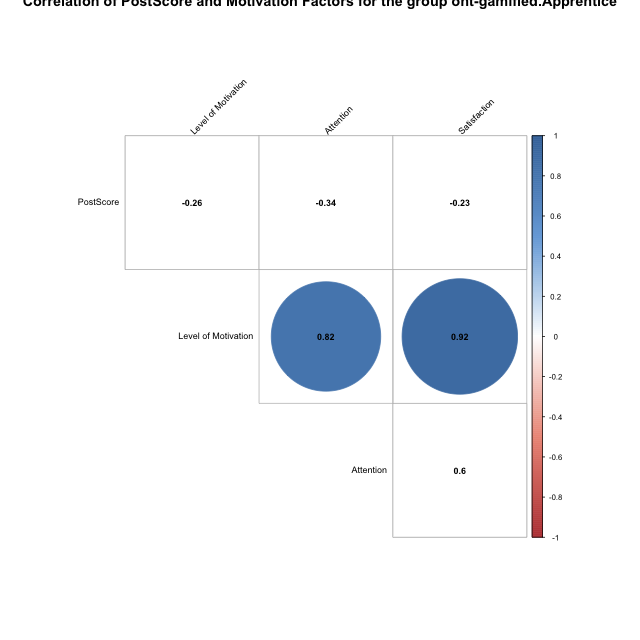 Correlation of PostScore and Motivation Factors for the group ont-gamified.Apprentice
Level of Motivation
Attention
Satisfaction
PostScore
-0.26
-0.34
-0.23
Level of Motivation
0.82
0.92
Attention
0.6
1
0.8
0.6
0.4
0.2
0
-0.2
-0.4
-0.6
-0.8
-1